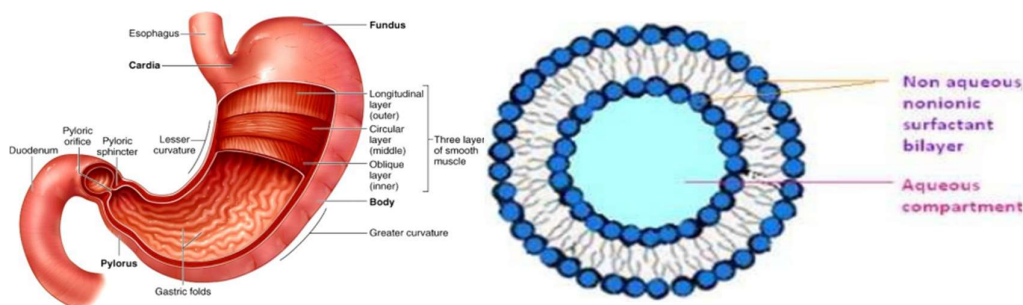 Esophagus
Fundus
Cardia
Longitudinal
layer
(outer)
Circular
layer
(middle)
Oblique
layer
(inner)
Three layer
of smooth
muscle
Lesser
curvature
Pyloric
orifice
Pyloric
sphincter
Duodenum
Body
Greater curvature
Pylorus
Gastric folds
Non aqueous,
nonionic
surfactant
bilayer
Aqueous
compartment